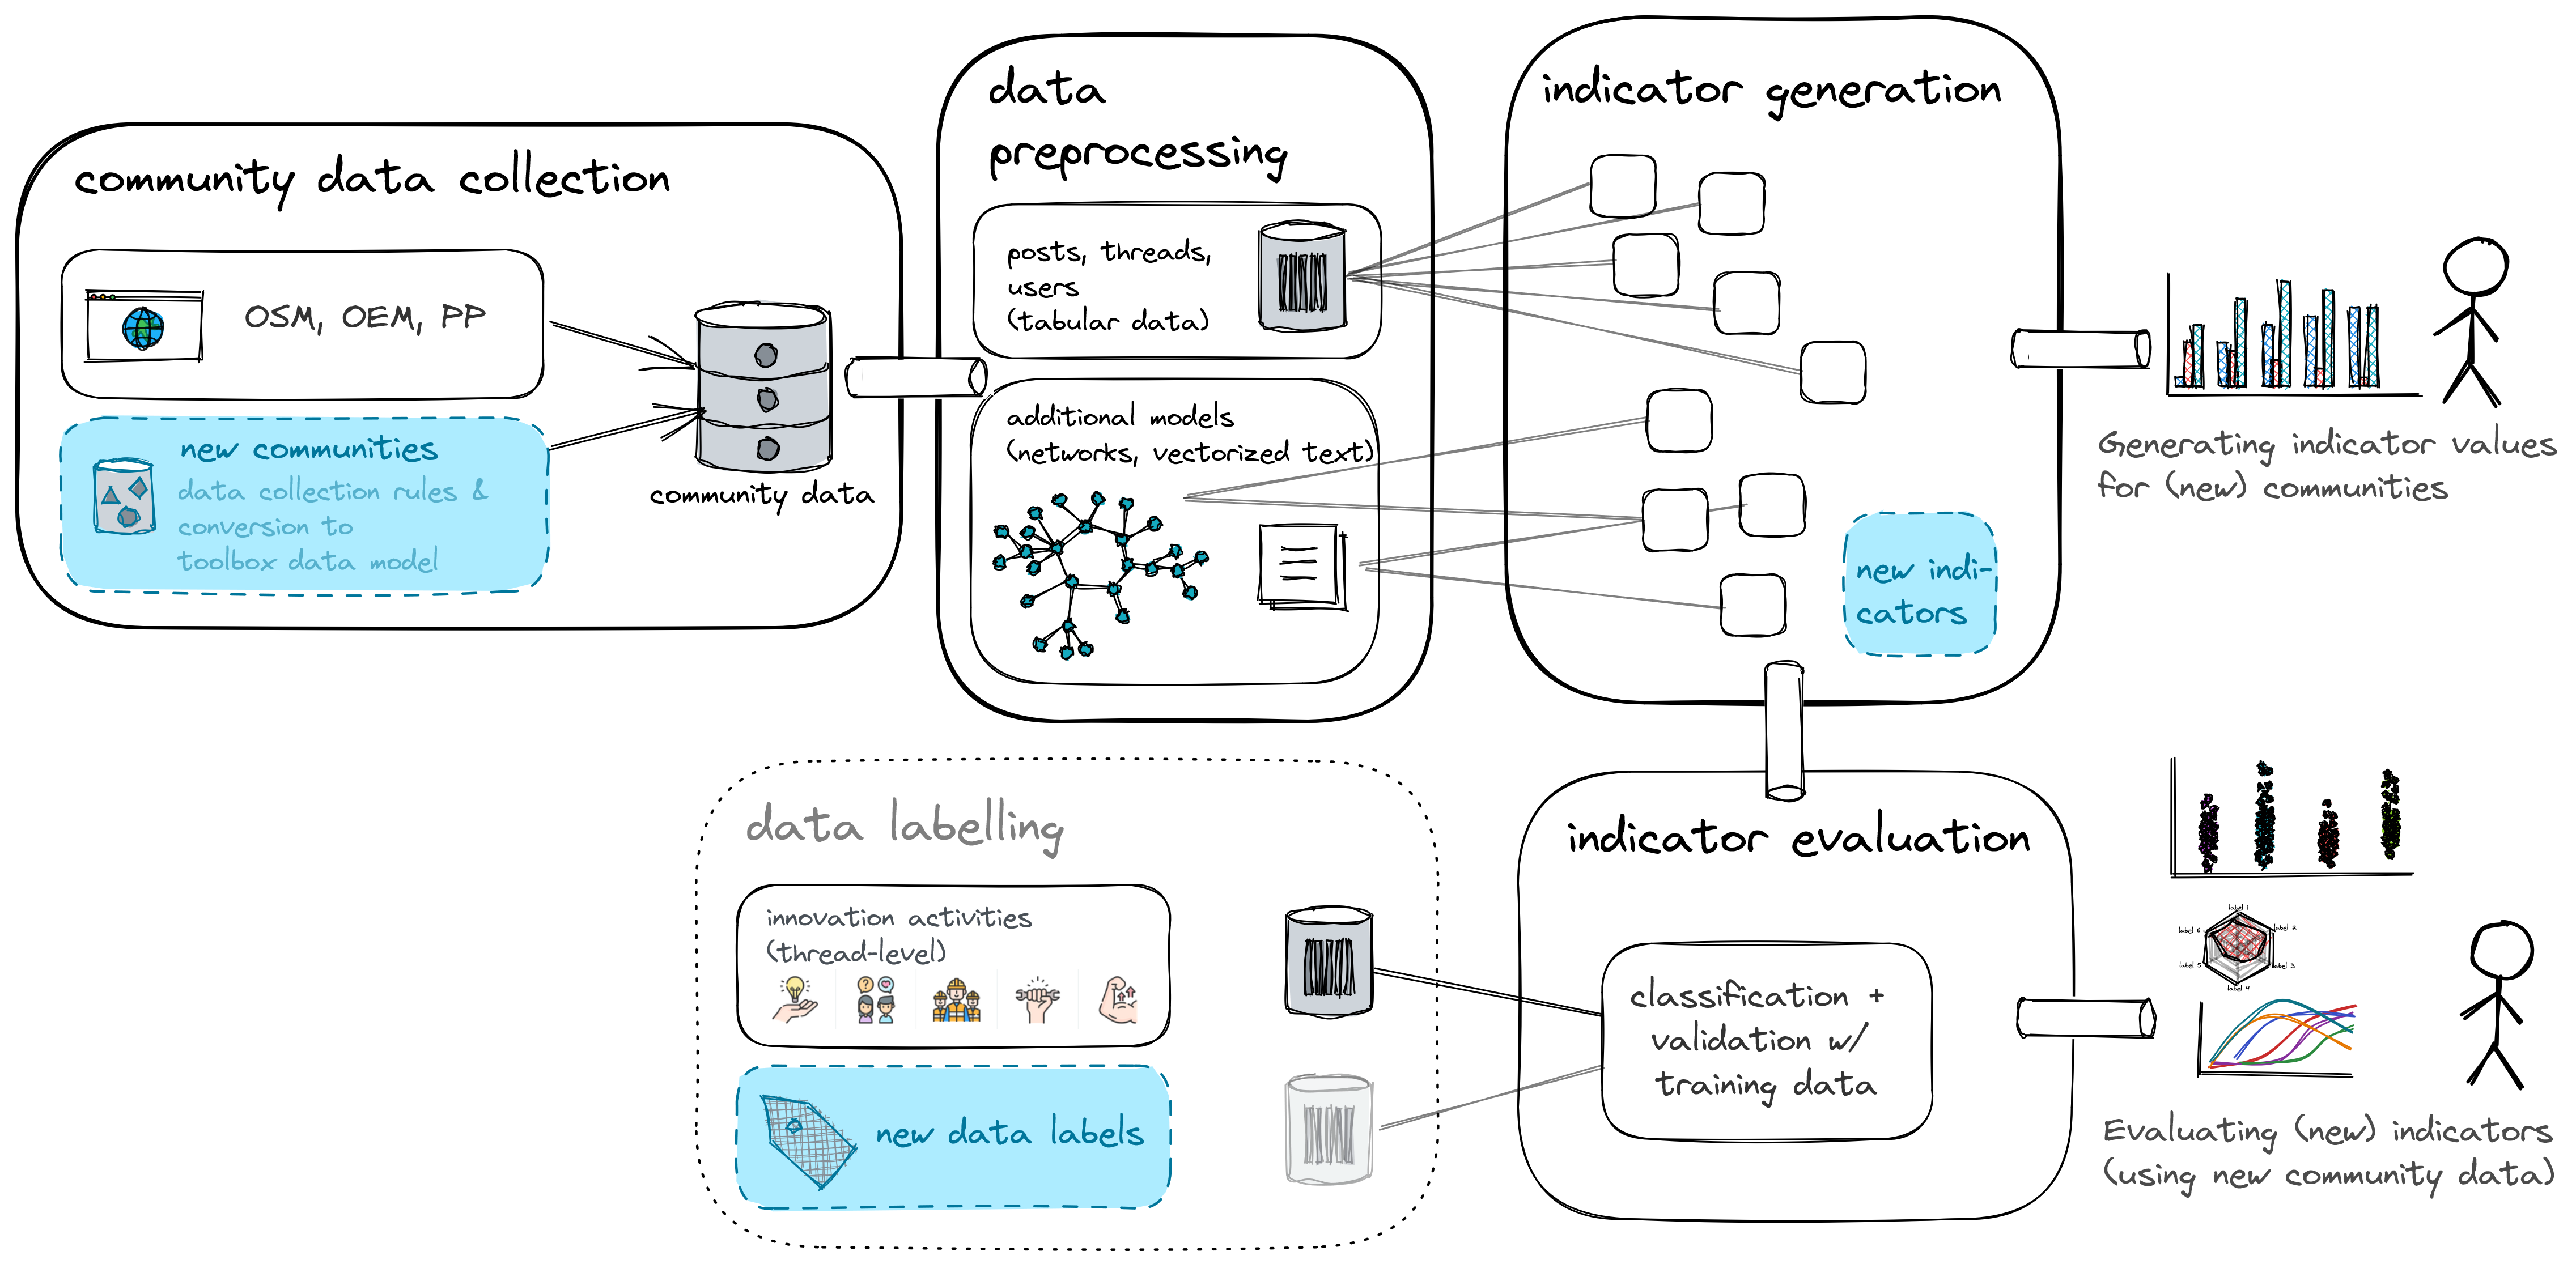 community data collection
OSM, OEM, PP
new communities
data collection rules &
conversion to
toolbox data model
community data
data
preprocessing
posts, threads,
users
(tabular data)
additional models
(networks, vectorized text)
indicator generation
new indi-
cators
Generating indicator values
for (new) communities
data labelling
innovation activities
(thread-level)
new data labels
indicator evaluation
classification +
validation w/
training data
label 1
label 2
label 3
label 4
label 5
label 6
Evaluating (new) indicators
(using new community data)